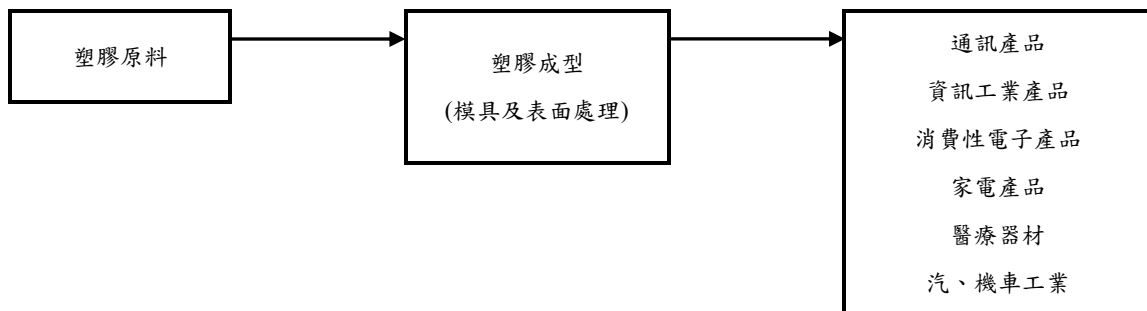 塑膠原料
塑膠成型
(模具及表面處理)
通訊產品
資訊工業產品
消費性電子產品
家電產品
醫療器材
汽、機車工業